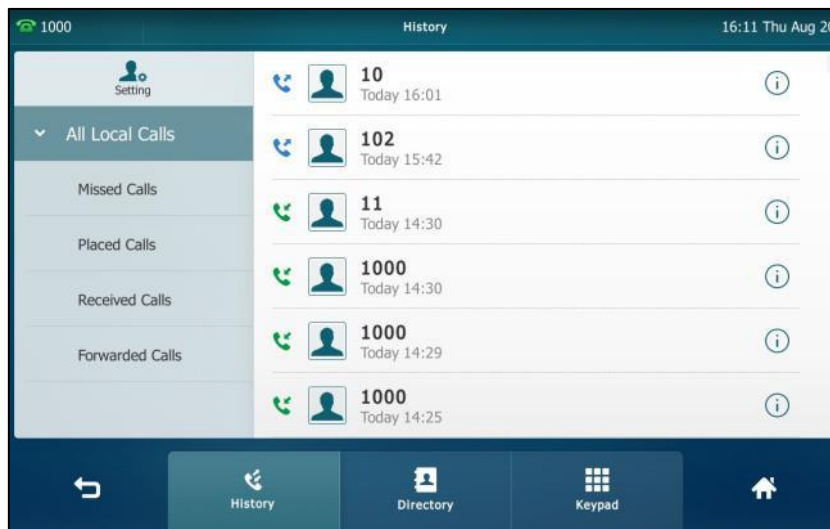 1000
History
16:11 Thu Aug 20
Setting
All Local Calls
Missed Calls
Placed Calls
Received Calls
Forwarded Calls
10
Today 16:01
102
Today 15:42
11
Today 14:30
1000
Today 14:30
1000
Today 14:29
1000
Today 14:25
History
Directory
Keypad